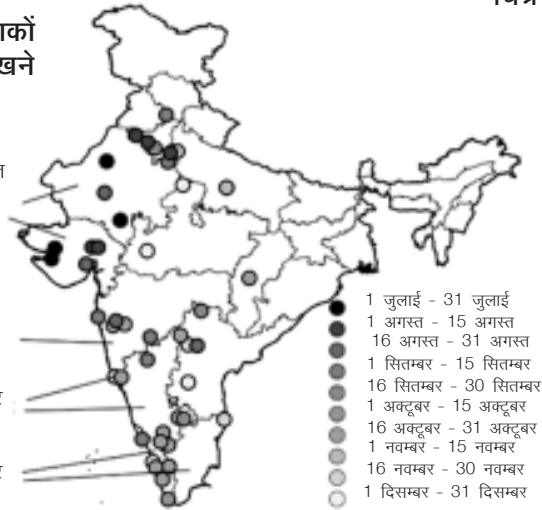 1 जुलाई - 31 जुलाई
1 अगस्त - 15 अगस्त
16 अगस्त - 31 अगस्त
1 सितम्बर - 15 सितम्बर
16 सितम्बर - 30 सितम्बर
1 अक्टूबर - 15 अक्टूबर
16 अक्टूबर - 31 अक्टूबर
1 नवम्बर - 15 नवम्बर
16 नवम्बर - 30 नवम्बर
1 दिसम्बर - 31 दिसम्बर